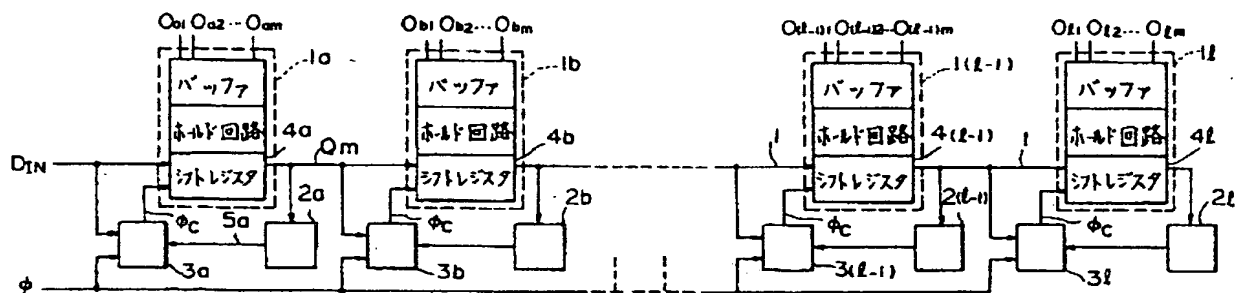 Oa1 Oa2 ··· Oam
Ob1 Ob2 ··· Obm
O(ℓ-1)1 O(ℓ-1)2 ··· O(ℓ-1)m
Oℓ1 Oℓ2 ··· Oℓm
1a
1b
1(ℓ-1)
1ℓ
バッファ
バッファ
バッファ
バッファ
ホールド回路
ホールド回路
ホールド回路
ホールド回路
4a
4b
4(ℓ-1)
4ℓ
DIN
Qm
1
1
シフトレジスタ
シフトレジスタ
シフトレジスタ
シフトレジスタ
φC
5a
2a
φC
2b
φC
2(ℓ-1)
φC
2ℓ
3a
3b
3(ℓ-1)
3ℓ
φ